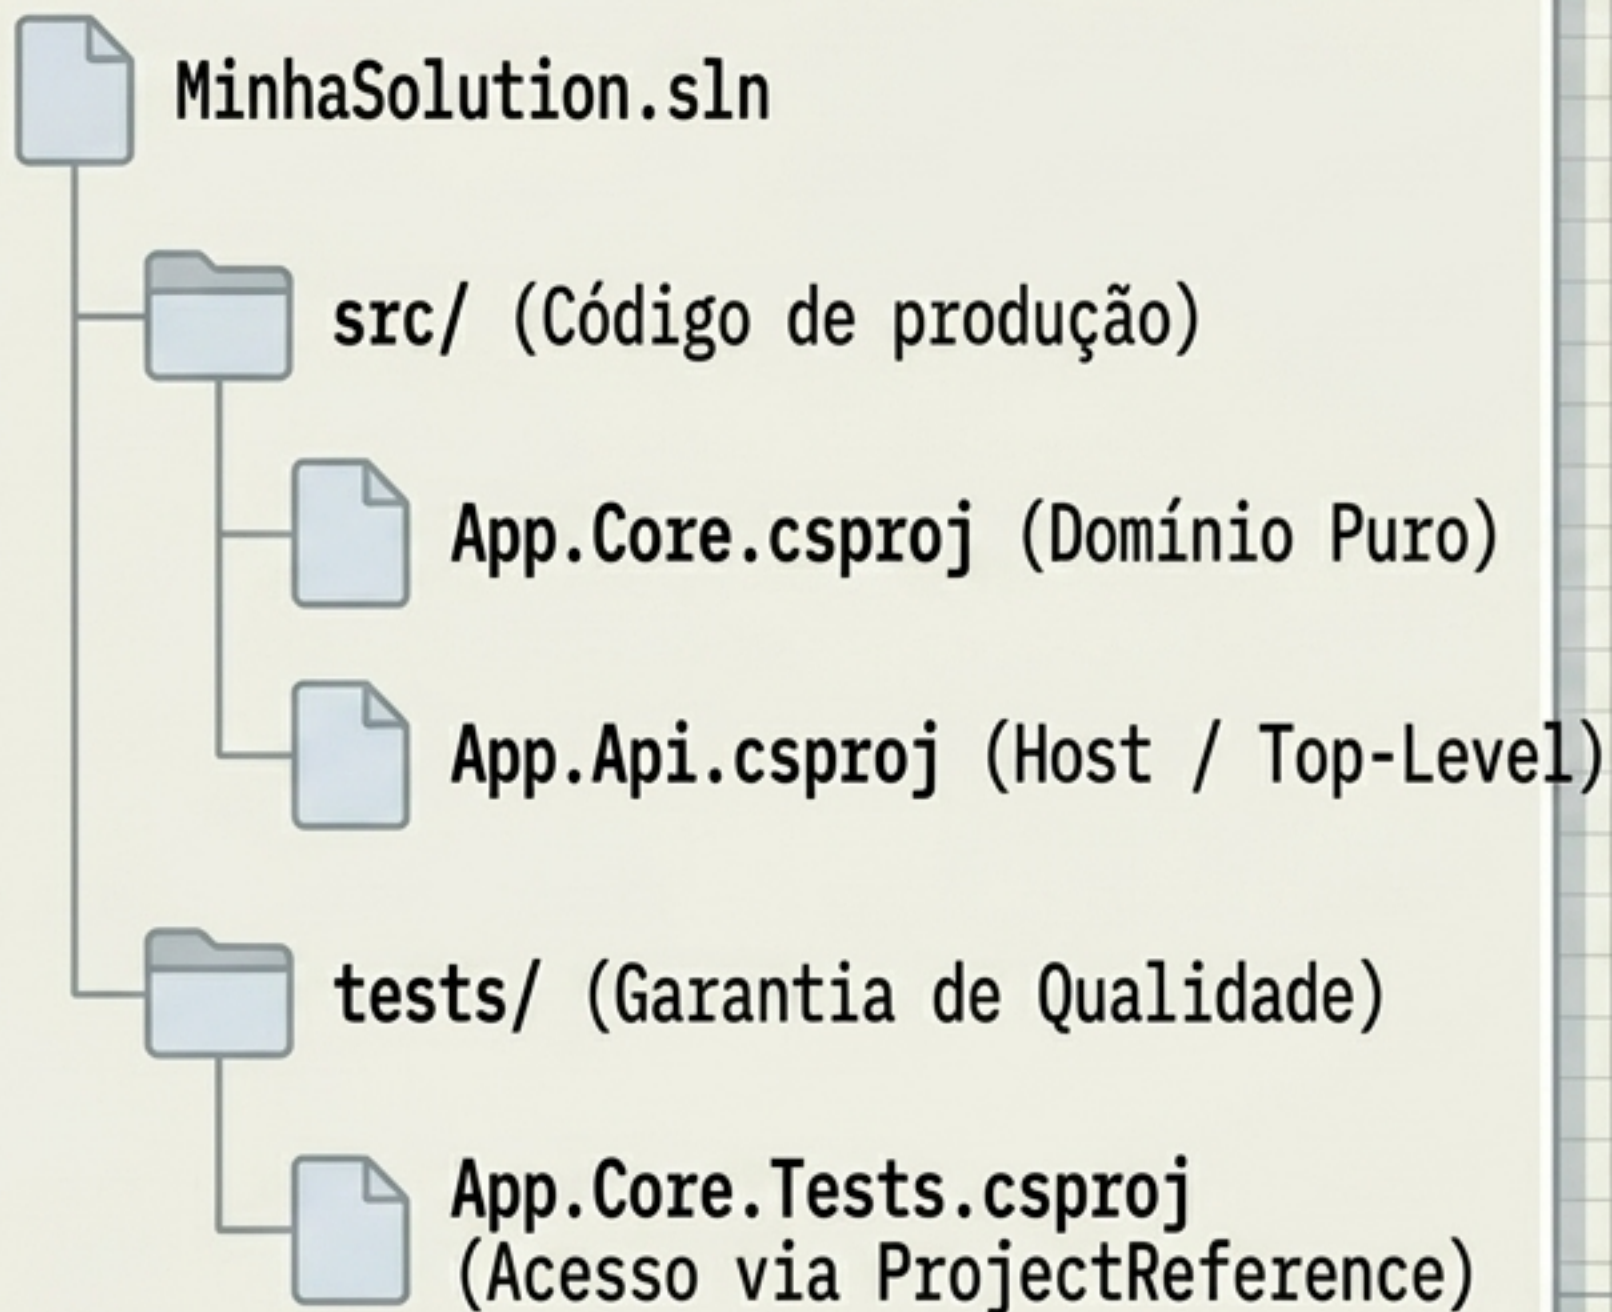 MinhaSolution.sln
src/ (Código de produção)
App.Core.csproj (Domínio Puro)
App.Api.csproj (Host / Top-Level)
tests/ (Garantia de Qualidade)
App.Core.Tests.csproj
(Acesso via ProjectReference)